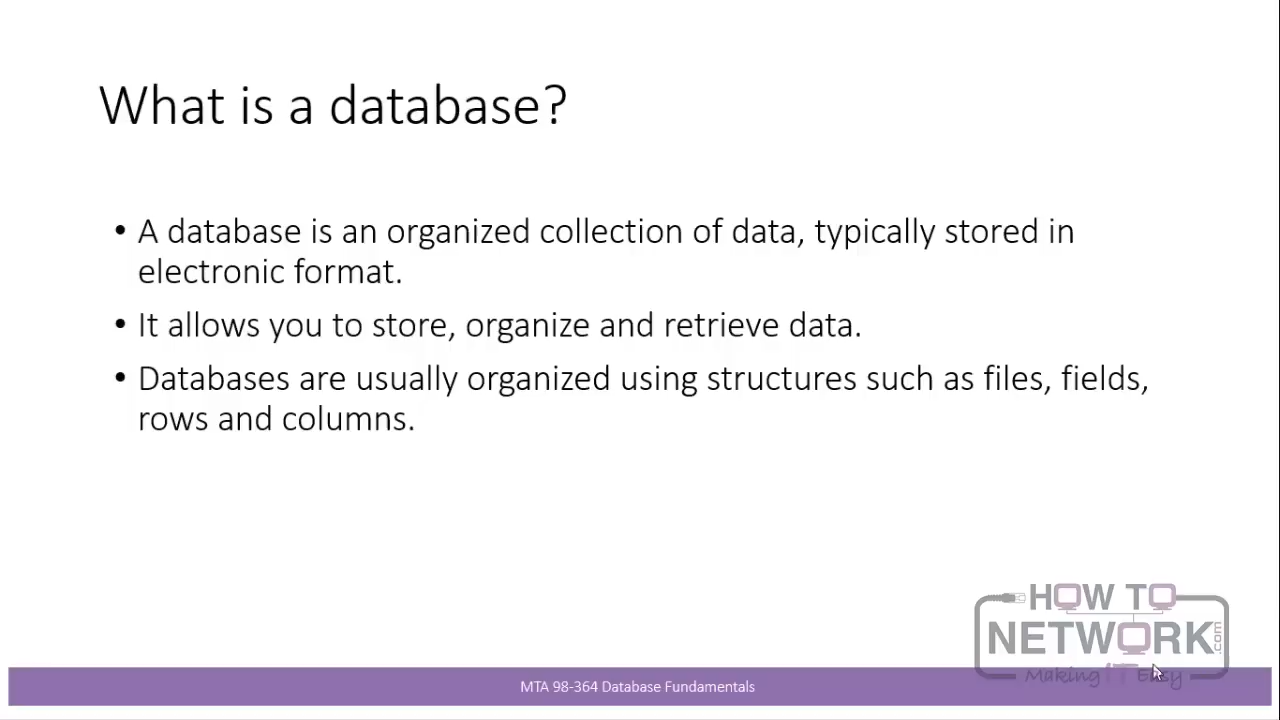 What is a database?
• A database is an organized collection of data, typically stored in
electronic format.
• It allows you to store, organize and retrieve data.
• Databases are usually organized using structures such as files, fields,
rows and columns.
HOW TO
NETWORK.com
Making IT Easy
MTA 98-364 Database Fundamentals